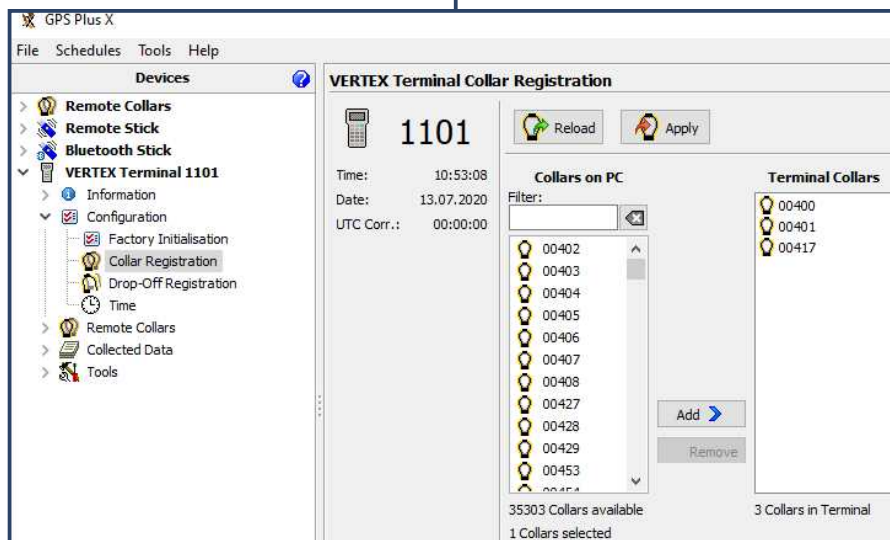 GPS Plus X
File Schedules Tools Help
Devices
Remote Collars
Remote Stick
Bluetooth Stick
VERTEX Terminal 1101
Information
Configuration
Factory Initialisation
Collar Registration
Drop-Off Registration
Time
Remote Collars
Collected Data
Tools
VERTEX Terminal Collar Registration
1101
Time: 10:53:08
Date: 13.07.2020
UTC Corr.: 00:00:00
Reload Apply
Collars on PC
Filter:
00402
00403
00404
00405
00406
00407
00408
00427
00428
00429
00453
35303 Collars available
1 Collars selected
Add
Remove
Terminal Collars
00400
00401
00417
3 Collars in Terminal